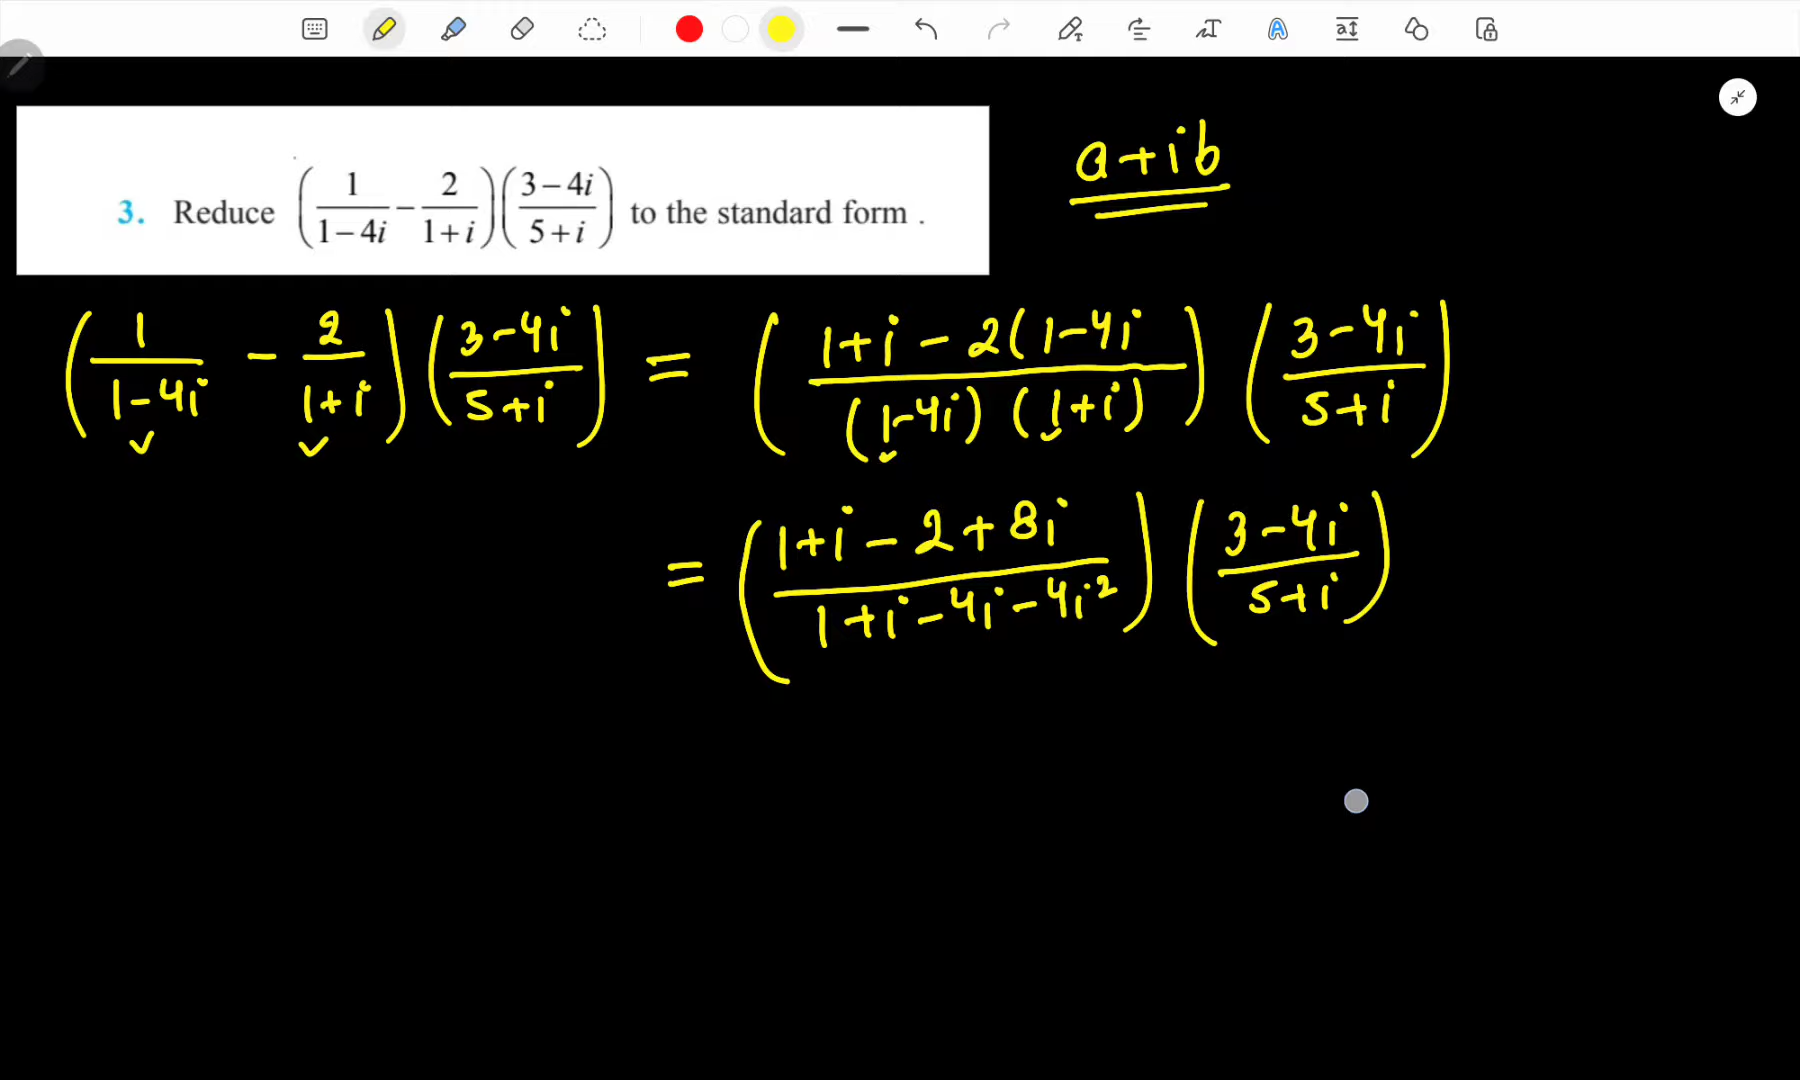 3. Reduce (1/(1-4i) - 2/(1+i))((3-4i)/(5+i)) to the standard form .
a+ib
(1/(1-4i) - 2/(1+i)) ((3-4i)/(5+i)) = ((1+i-2(1-4i)/((1-4i)(1+i))) ((3-4i)/(5+i))
= ((1+i-2+8i)/(1+i-4i-4i²)) ((3-4i)/(5+i))